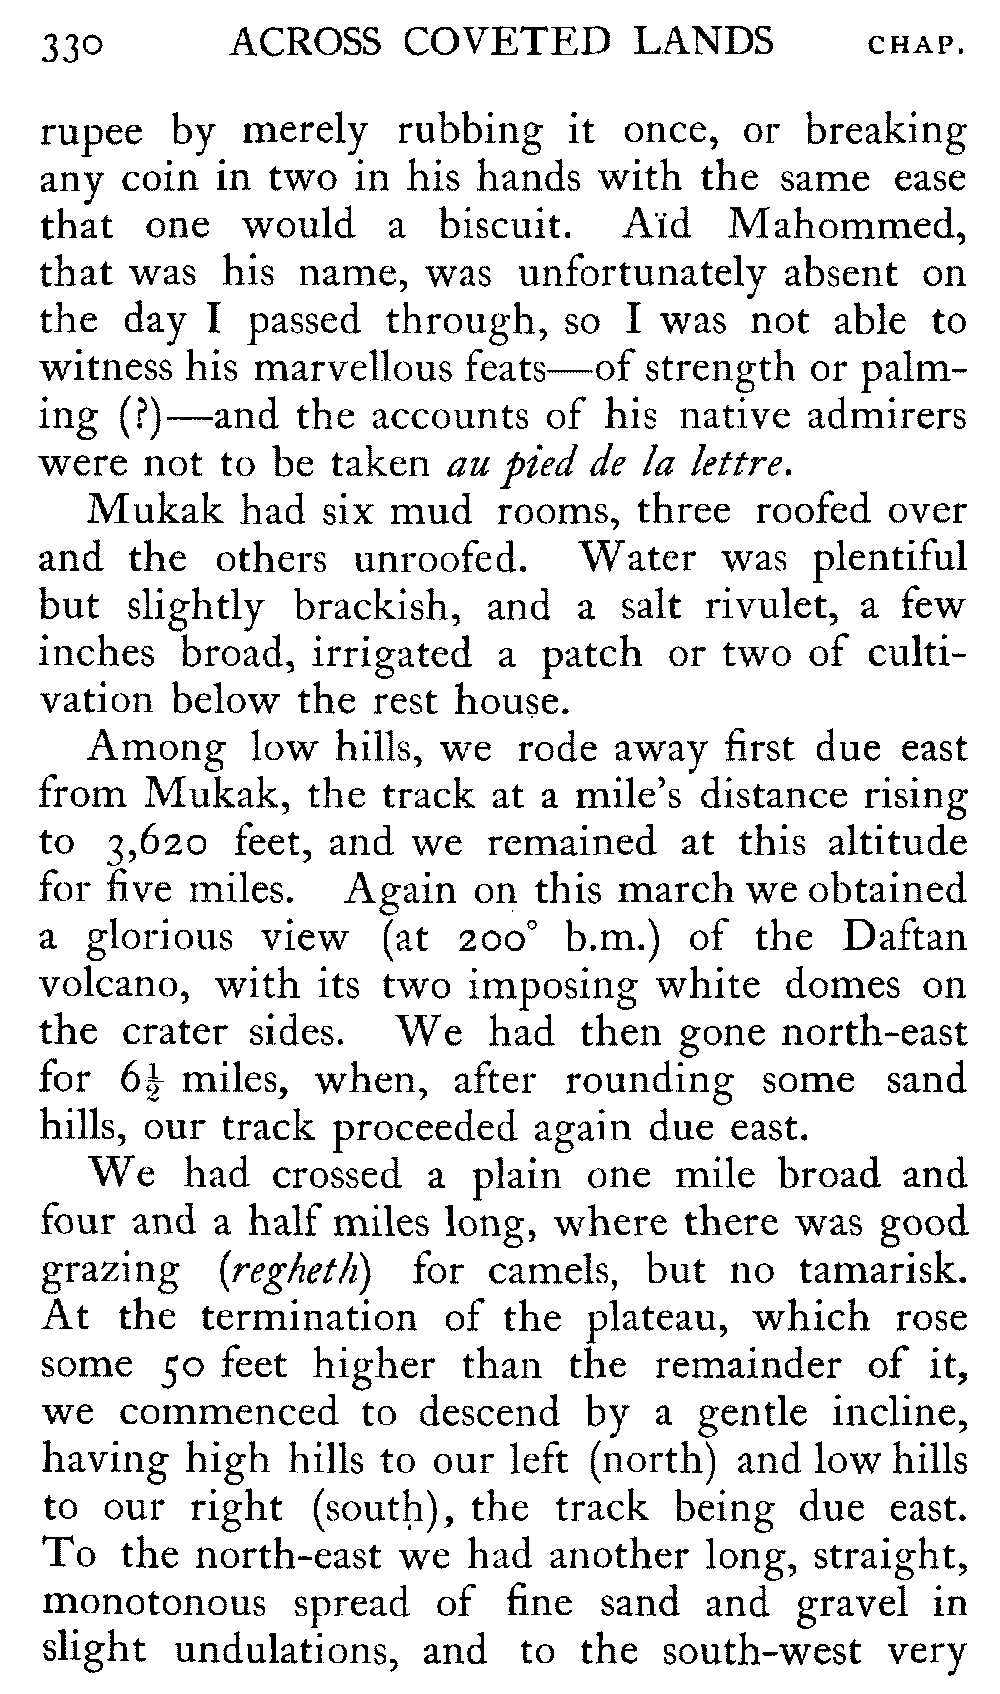 330 ACROSS COVETED LANDS CHAP.
rupee by merely rubbing it once, or breaking
any coin in two in his hands with the same ease
that one would a biscuit. Aïd Mahommed,
that was his name, was unfortunately absent on
the day I passed through, so I was not able to
witness his marvellous feats—of strength or palm-
ing (?)—and the accounts of his native admirers
were not to be taken au pied de la lettre.
Mukak had six mud rooms, three roofed over
and the others unroofed. Water was plentiful
but slightly brackish, and a salt rivulet, a few
inches broad, irrigated a patch or two of culti-
vation below the rest house.
Among low hills, we rode away first due east
from Mukak, the track at a mile's distance rising
to 3,620 feet, and we remained at this altitude
for five miles. Again on this march we obtained
a glorious view (at 200° b.m.) of the Daftan
volcano, with its two imposing white domes on
the crater sides. We had then gone north-east
for 6½ miles, when, after rounding some sand
hills, our track proceeded again due east.
We had crossed a plain one mile broad and
four and a half miles long, where there was good
grazing (regheth) for camels, but no tamarisk.
At the termination of the plateau, which rose
some 50 feet higher than the remainder of it,
we commenced to descend by a gentle incline,
having high hills to our left (north) and low hills
to our right (south), the track being due east.
To the north-east we had another long, straight,
monotonous spread of fine sand and gravel in
slight undulations, and to the south-west very